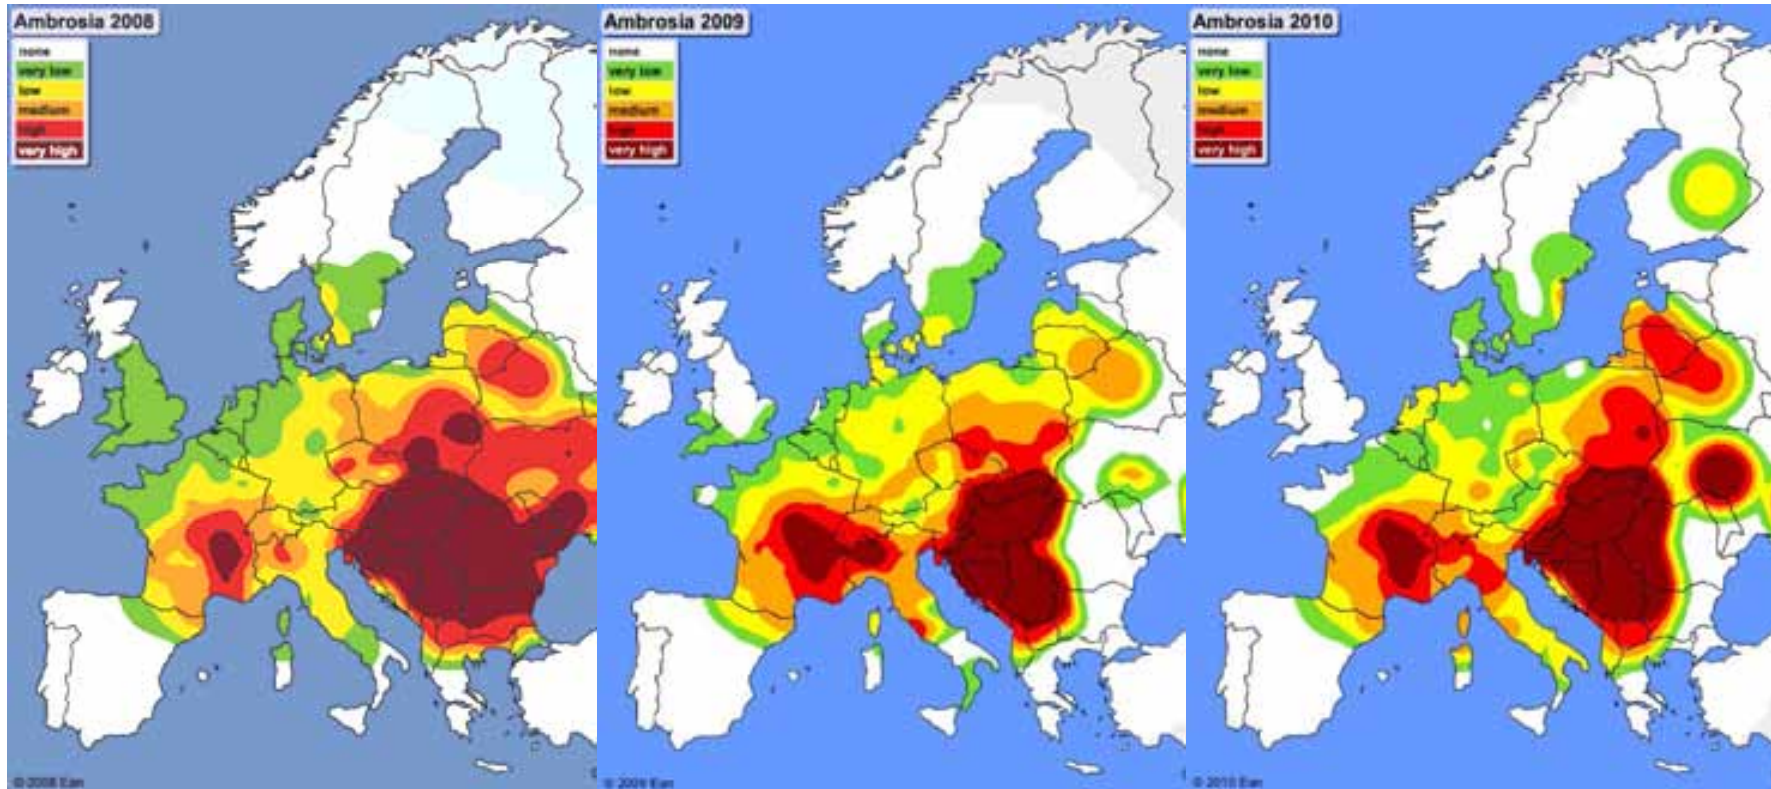 Ambrosia 2008
none
very low
low
medium
high
very high
© 2008 Ean
Ambrosia 2009
none
very low
low
medium
high
very high
© 2009 Ean
Ambrosia 2010
none
very low
low
medium
high
very high
© 2010 Ean